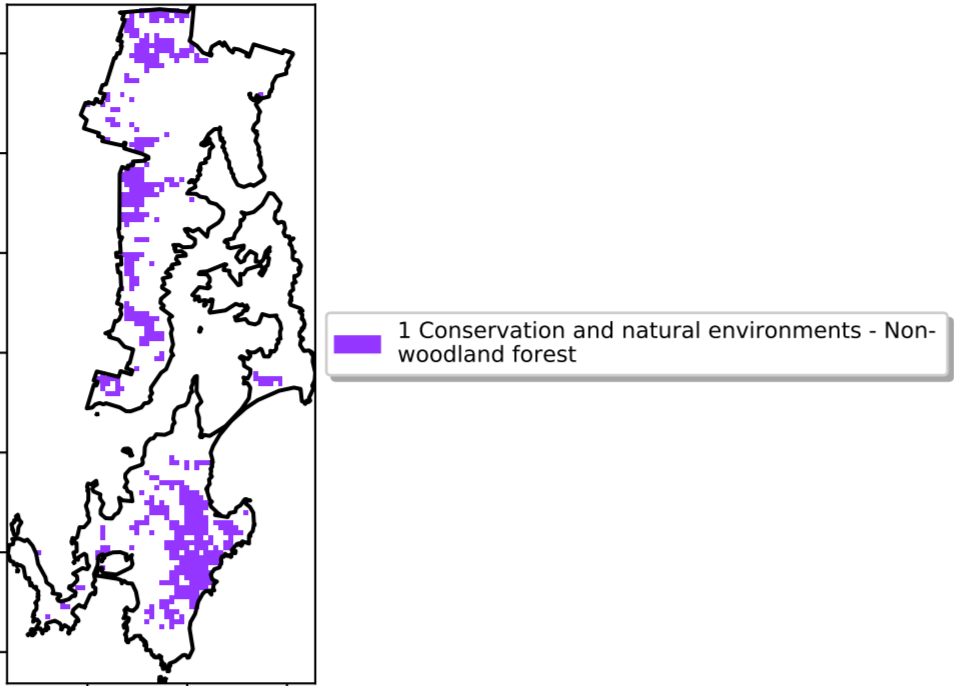 1 Conservation and natural environments - Non-
woodland forest